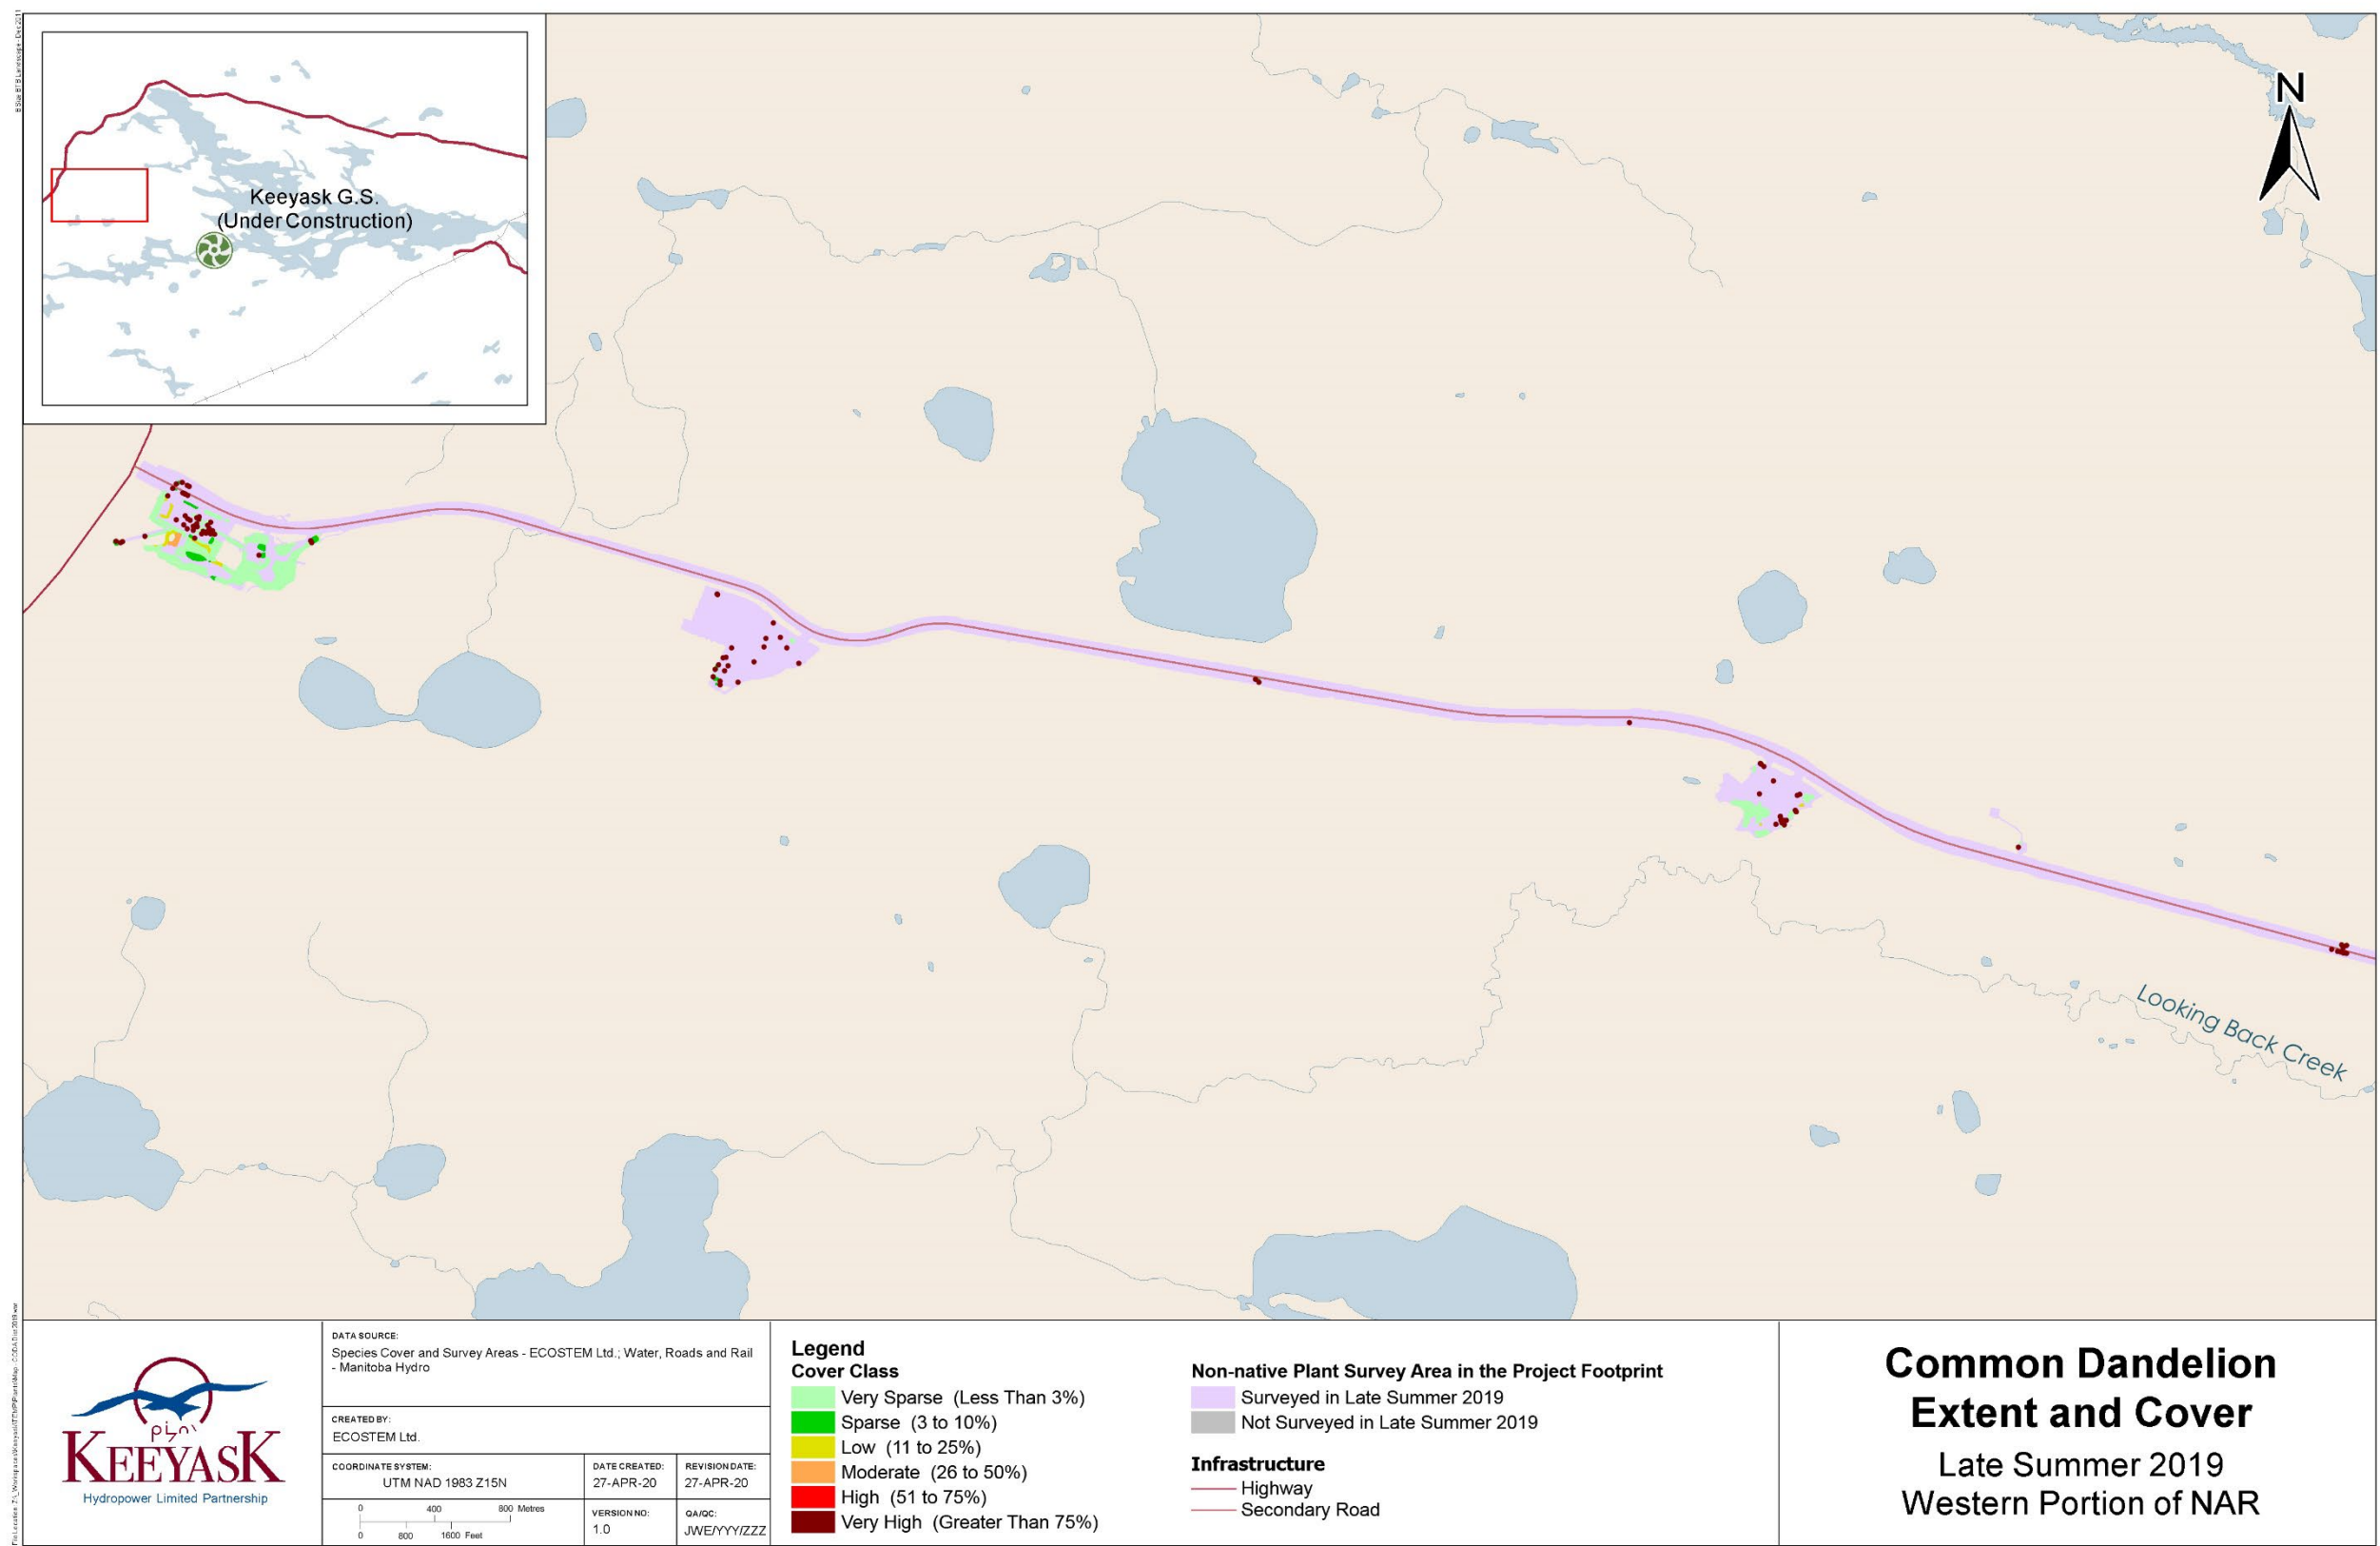 N
Keeyask G.S.
(Under Construction)
Looking Back Creek
KEEYASK
Hydropower Limited Partnership
DATA SOURCE:
Species Cover and Survey Areas - ECOSTEM Ltd.; Water, Roads and Rail
- Manitoba Hydro
CREATED BY:
ECOSTEM Ltd.
COORDINATE SYSTEM:
UTM NAD 1983 Z15N
DATE CREATED:
27-APR-20
REVISION DATE:
27-APR-20
0 400 800 Metres
0 800 1600 Feet
VERSION NO:
1.0
QA/QC:
JWE/YYY/ZZZ
Legend
Cover Class
Very Sparse (Less Than 3%)
Sparse (3 to 10%)
Low (11 to 25%)
Moderate (26 to 50%)
High (51 to 75%)
Very High (Greater Than 75%)
Non-native Plant Survey Area in the Project Footprint
Surveyed in Late Summer 2019
Not Surveyed in Late Summer 2019
Infrastructure
Highway
Secondary Road
Common Dandelion
Extent and Cover
Late Summer 2019
Western Portion of NAR